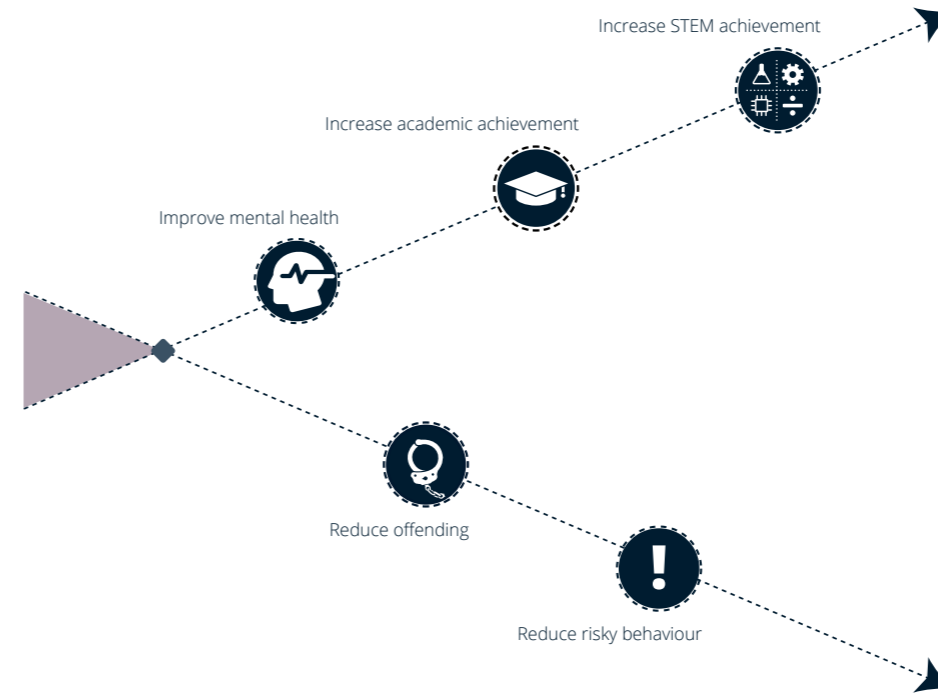 Increase STEM achievement
Increase academic achievement
Improve mental health
Reduce offending
Reduce risky behaviour